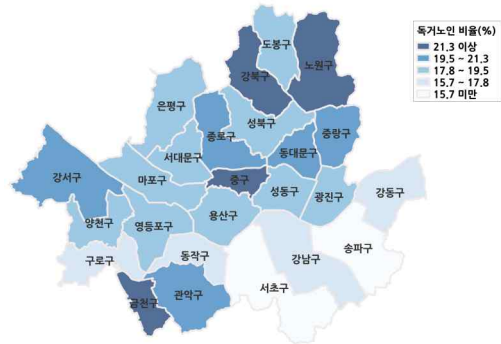 독거노인 비율(%)
21.3 이상
19.5 ~ 21.3
17.8 ~ 19.5
15.7 ~ 17.8
15.7 미만
도봉구
노원구
강북구
은평구
성북구
중랑구
종로구
서대문구
동대문구
강서구
마포구
중구
성동구
광진구
강동구
양천구
영등포구
용산구
송파구
구로구
동작구
강남구
서초구
금천구
관악구